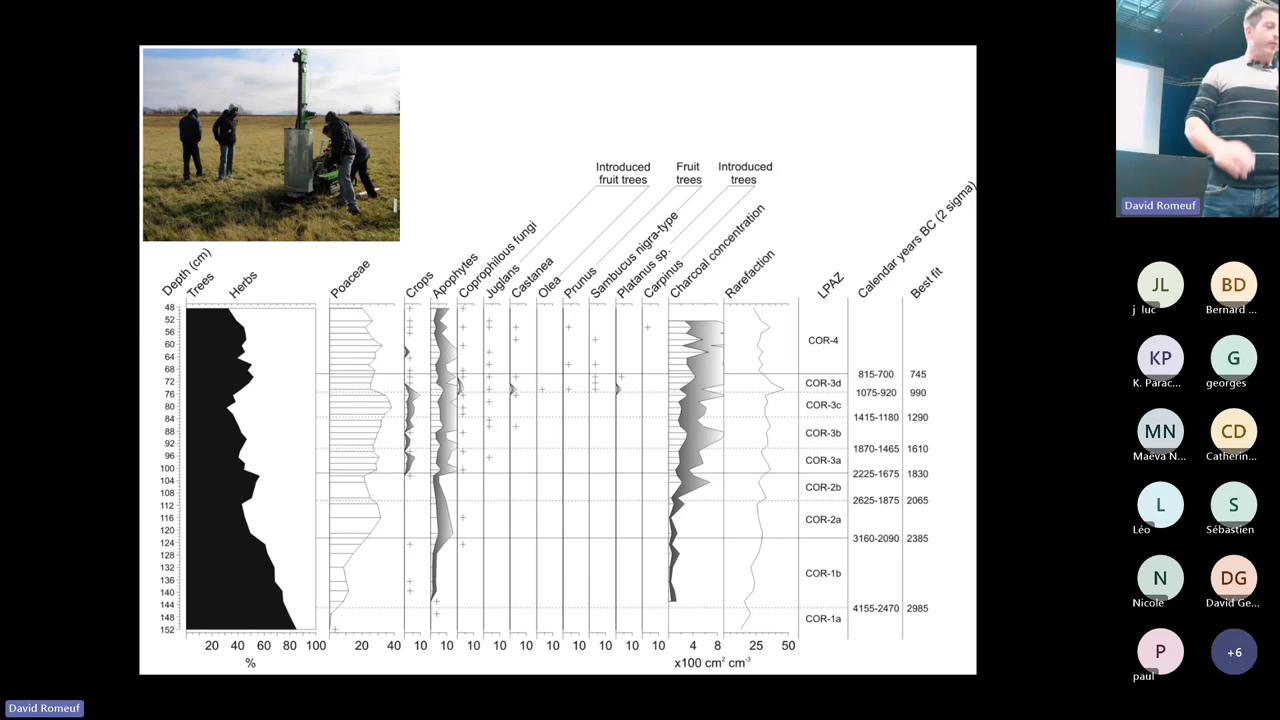 Introduced
fruit trees
Fruit
trees
Introduced
trees
Depth (cm)
Trees
Herbs
Poaceae
Crops
Apophytes
Coprophilous fungi
Juglans
Castanea
Olea
Prunus
Sambucus nigra-type
Platanus sp.
Carpinus
Charcoal concentration
Rarefaction
LPAZ
Calendar years BC (2 sigma)
Best fit
48
52
56
60
64
68
72
76
80
84
88
92
96
100
104
108
112
116
120
124
128
132
136
140
144
148
152
COR-4
COR-3d
COR-3c
COR-3b
COR-3a
COR-2b
COR-2a
COR-1b
COR-1a
815-700 745
1075-920 990
1415-1180 1290
1870-1465 1610
2225-1675 1830
2625-1875 2065
3160-2090 2385
4155-2470 2985
20 40 60 80 100 20 40 10 10 10 10 10 10 10 10 10 10 4 8 25 50
%
x100 cm² cm⁻³
David Romeuf
JL
j luc
BD
Bernard ...
KP
K. Parac...
G
georges
MN
Maëva N...
CD
Catherin...
L
Léo
S
Sébastien
N
Nicole
DG
David Ge...
P
paul
+6
David Romeuf